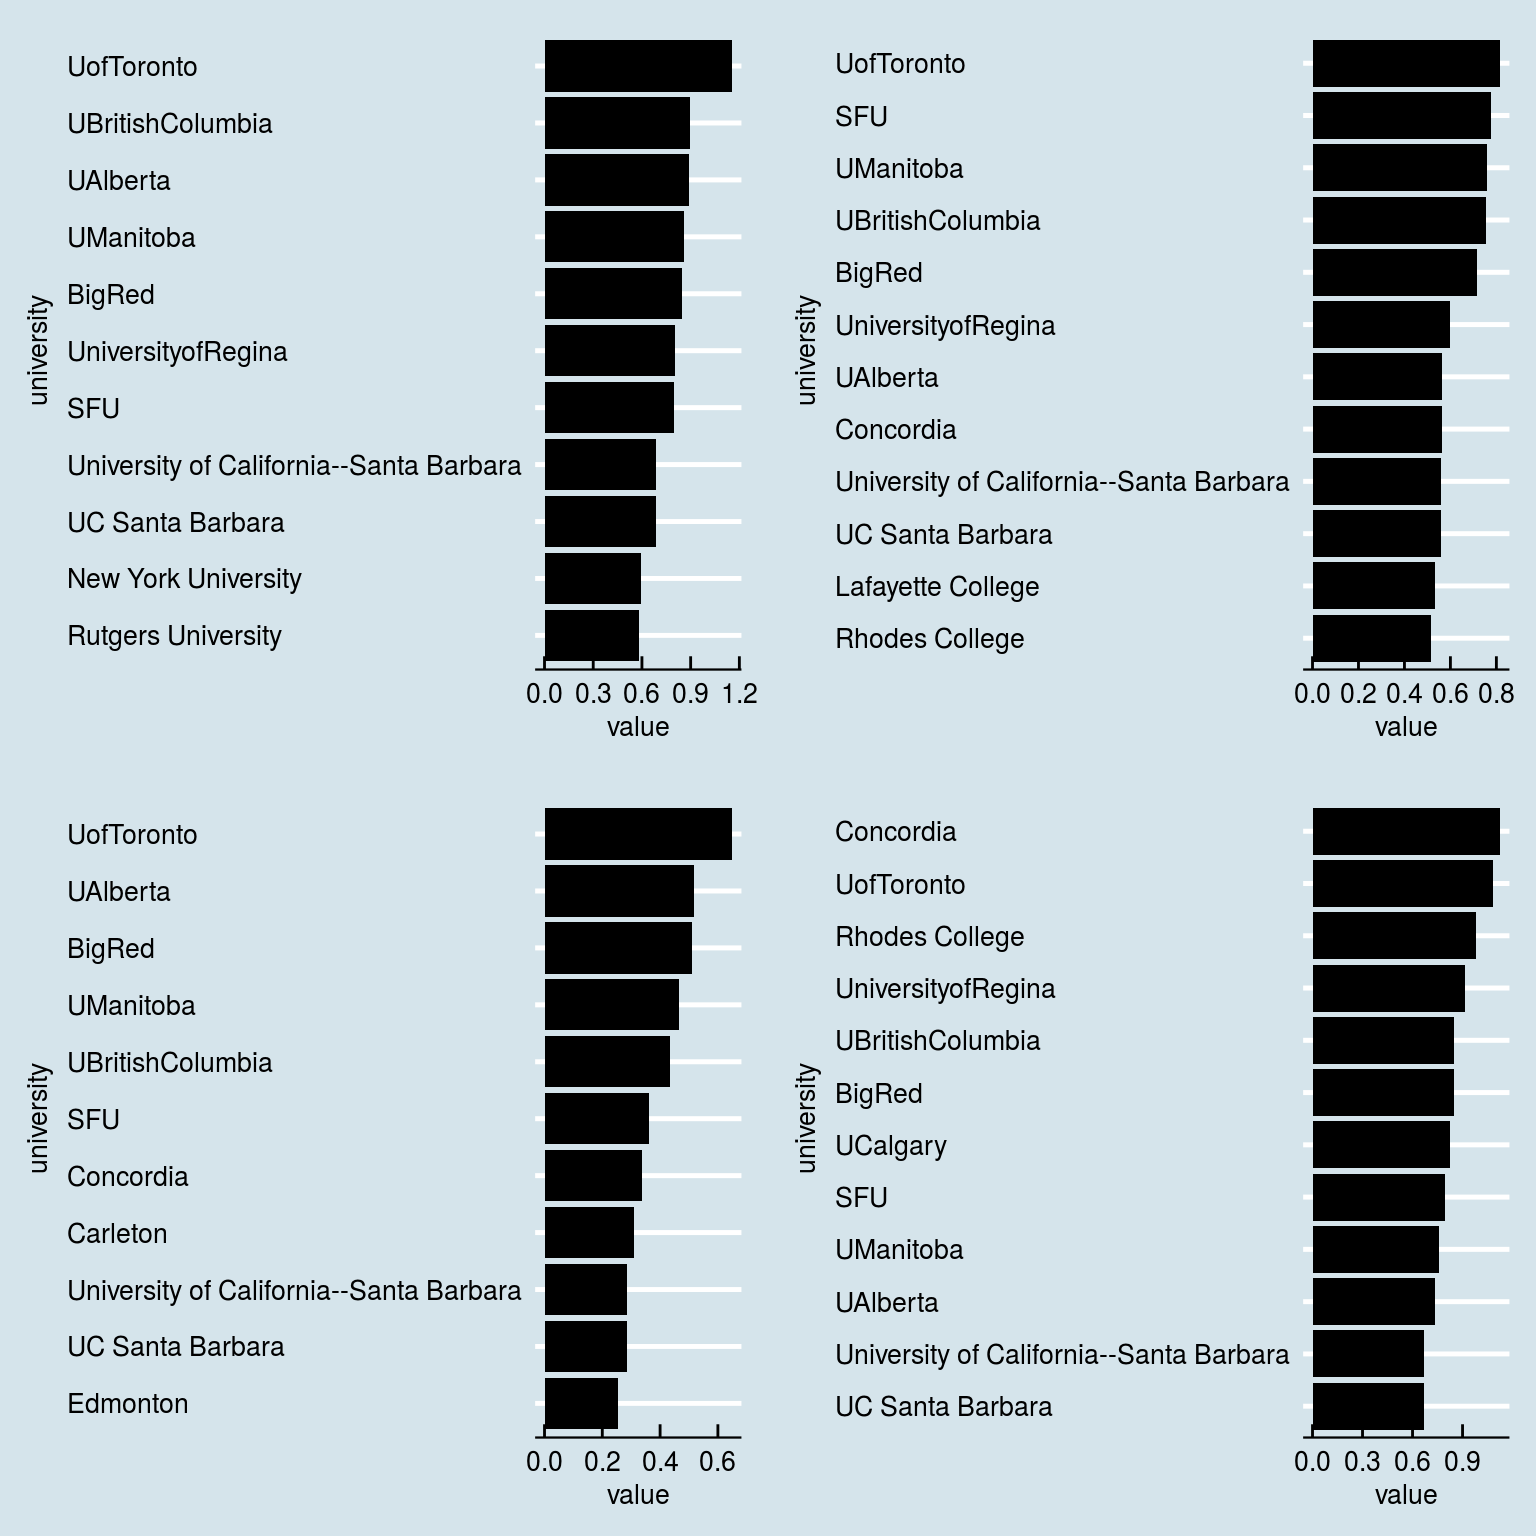 UofToronto
UBritishColumbia
UAlberta
UManitoba
BigRed
UniversityofRegina
SFU
University of California--Santa Barbara
UC Santa Barbara
New York University
Rutgers University
university
0.0 0.3 0.6 0.9 1.2
value
UofToronto
SFU
UManitoba
UBritishColumbia
BigRed
UniversityofRegina
UAlberta
Concordia
University of California--Santa Barbara
UC Santa Barbara
Lafayette College
Rhodes College
university
0.0 0.2 0.4 0.6 0.8
value
UofToronto
UAlberta
BigRed
UManitoba
UBritishColumbia
SFU
Concordia
Carleton
University of California--Santa Barbara
UC Santa Barbara
Edmonton
university
0.0 0.2 0.4 0.6
value
Concordia
UofToronto
Rhodes College
UniversityofRegina
UBritishColumbia
BigRed
UCalgary
SFU
UManitoba
UAlberta
University of California--Santa Barbara
UC Santa Barbara
university
0.0 0.3 0.6 0.9
value